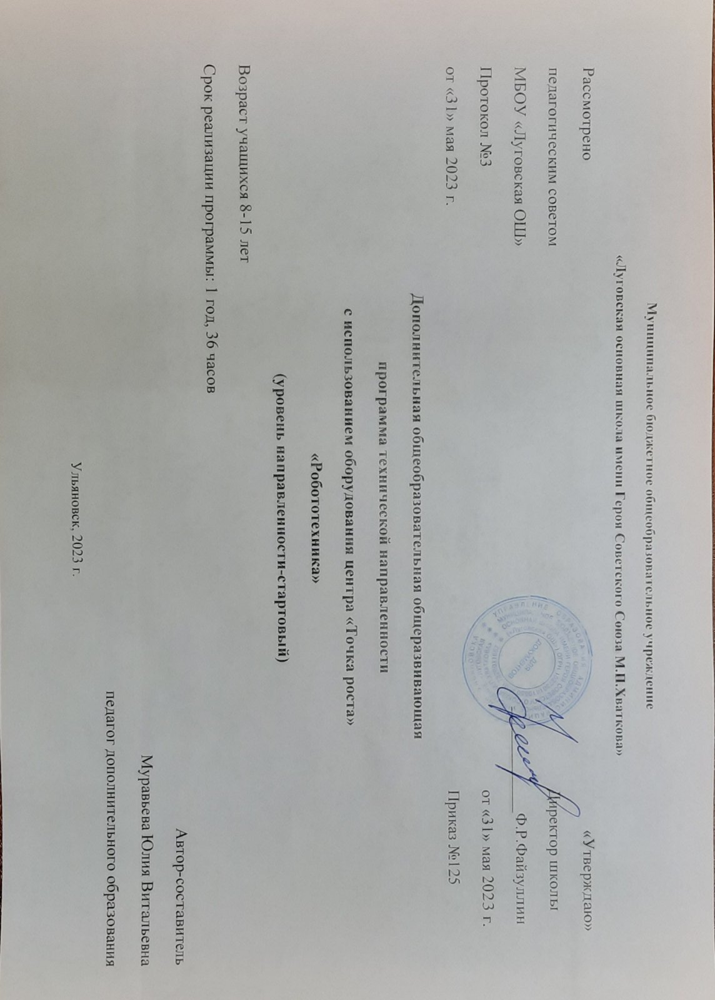 Муниципальное бюджетное общеобразовательное учреждение
«Луговская основная школа имени Героя Советского Союза М.П.Хваткова»
Рассмотрено
педагогическим советом
МБОУ «Луговская ОШ»
Протокол №3
от «31» мая 2023 г.
«Утверждаю»
Директор школы
Ф.Р.Файзуллин
от «31» мая 2023 г.
Приказ №125
ДЛЯ
ДОКУМЕНТОВ
Дополнительная общеобразовательная общеразвивающая
программа технической направленности
с использованием оборудования центра «Точка роста»
«Робототехника»
(уровень направленности-стартовый)
Возраст учащихся 8-15 лет
Срок реализации программы: 1 год, 36 часов
Автор-составитель
Муравьева Юлия Витальевна
педагог дополнительного образования
Ульяновск, 2023 г.